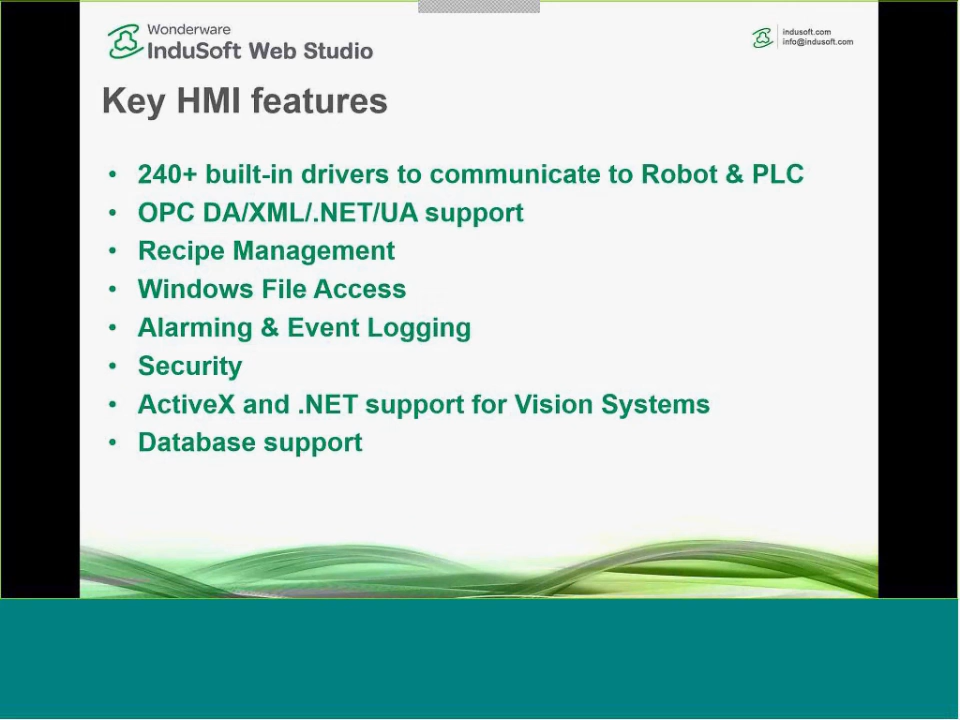 Wonderware
InduSoft Web Studio
indusoft.com
info@indusoft.com
Key HMI features
• 240+ built-in drivers to communicate to Robot & PLC
• OPC DA/XML/.NET/UA support
• Recipe Management
• Windows File Access
• Alarming & Event Logging
• Security
• ActiveX and .NET support for Vision Systems
• Database support